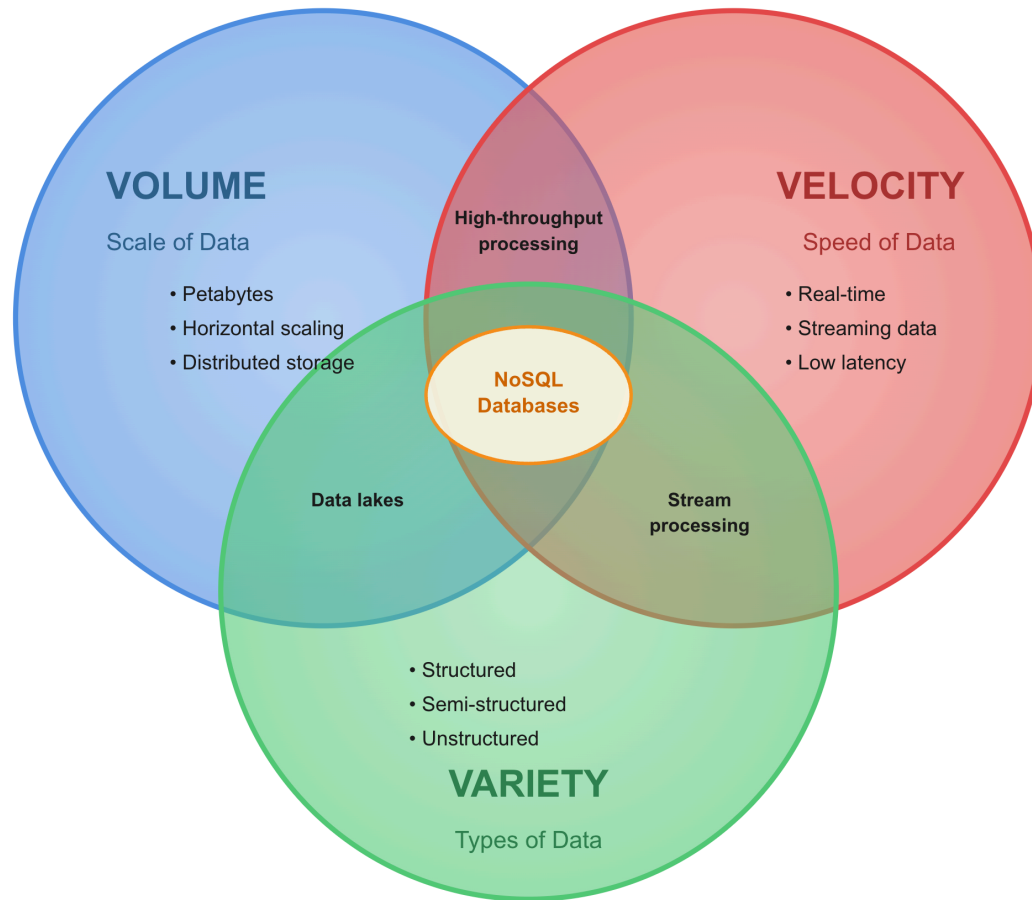 VOLUME
Scale of Data
• Petabytes
• Horizontal scaling
• Distributed storage
High-throughput
processing
VELOCITY
Speed of Data
• Real-time
• Streaming data
• Low latency
NoSQL
Databases
Data lakes
Stream
processing
• Structured
• Semi-structured
• Unstructured
VARIETY
Types of Data